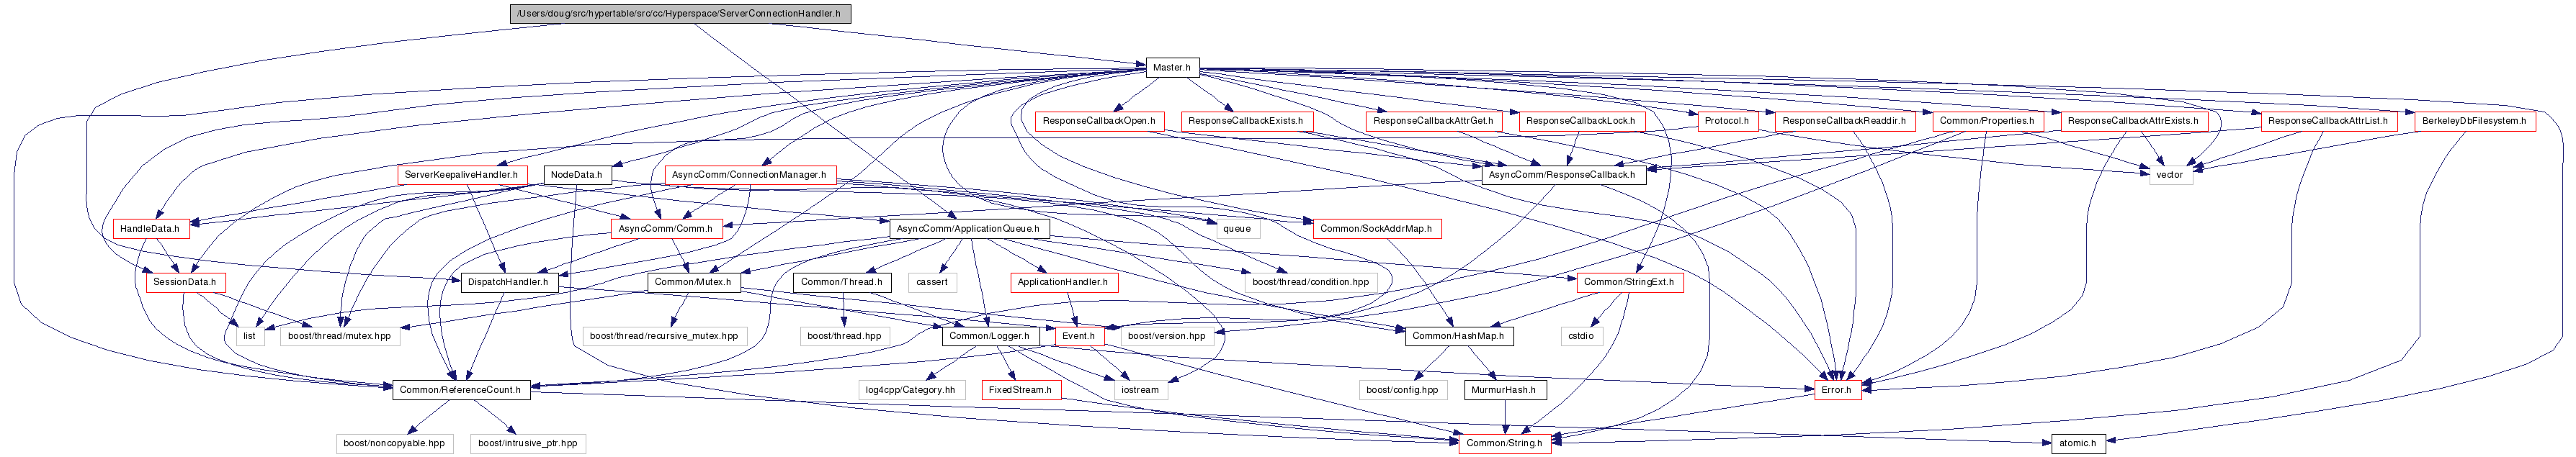 /Users/doug/src/hypertable/src/cc/Hyperspace/ServerConnectionHandler.h
Master.h
ResponseCallbackOpen.h
ResponseCallbackExists.h
ResponseCallbackAttrGet.h
ResponseCallbackLock.h
Protocol.h
ResponseCallbackReaddir.h
Common/Properties.h
ResponseCallbackAttrExists.h
ResponseCallbackAttrList.h
BerkeleyDbFilesystem.h
ServerKeepaliveHandler.h
NodeData.h
AsyncComm/ConnectionManager.h
AsyncComm/ResponseCallback.h
vector
HandleData.h
AsyncComm/Comm.h
AsyncComm/ApplicationQueue.h
queue
Common/SockAddrMap.h
SessionData.h
DispatchHandler.h
Common/Mutex.h
Common/Thread.h
cassert
ApplicationHandler.h
boost/thread/condition.hpp
Common/StringExt.h
list
boost/thread/mutex.hpp
boost/thread/recursive_mutex.hpp
boost/thread.hpp
Common/Logger.h
Event.h
boost/version.hpp
Common/HashMap.h
cstdio
Common/ReferenceCount.h
log4cpp/Category.hh
FixedStream.h
iostream
boost/config.hpp
MurmurHash.h
Error.h
boost/noncopyable.hpp
boost/intrusive_ptr.hpp
Common/String.h
atomic.h